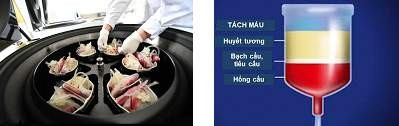 TÁCH MÁU
Huyết tương
Bạch cầu,
tiểu cầu
Hồng cầu